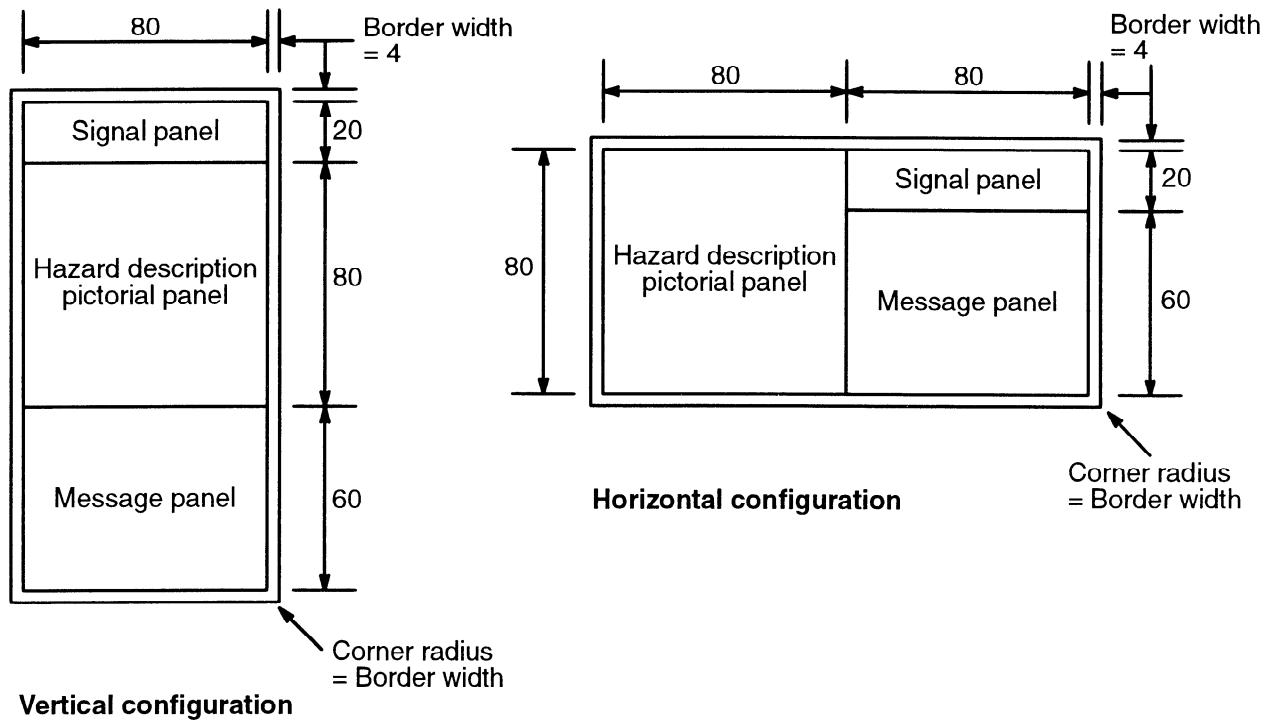 80
Border width
= 4
Signal panel
20
Hazard description
pictorial panel
80
Message panel
60
Corner radius
= Border width
Vertical configuration
Border width
= 4
80
80
Signal panel
20
Hazard description
pictorial panel
80
Message panel
60
Corner radius
= Border width
Horizontal configuration